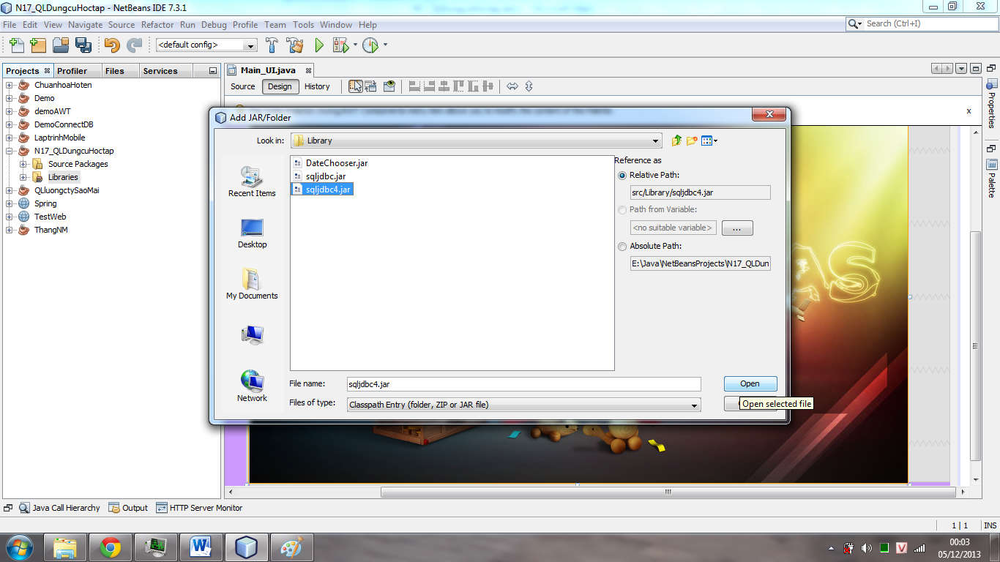 N17_QLDungcuHoctap - NetBeans IDE 7.3.1
File Edit View Navigate Source Refactor Run Debug Profile Team Tools Window Help
Search (Ctrl+I)
<default config>
Projects Profiler Files Services
Main_UI.java
Source Design History
ChuanhoaHoten
Demo
demoAWT
DemoConnectDB
LaptrinhMobile
N17_QLDungcuHoctap
Source Packages
Libraries
QLluongctySaoMai
Spring
TestWeb
ThangNM
Add JAR/Folder
Look in: Library
Recent Items
Desktop
My Documents
Network
DateChooser.jar
sqljdbc.jar
sqljdbc4.jar
Reference as
Relative Path:
src/Library/sqljdbc4.jar
Path from Variable:
<no suitable variable> ...
Absolute Path:
E:\Java\NetBeansProjects\N17_QLDun
File name: sqljdbc4.jar
Open
Files of type: Classpath Entry (folder, ZIP or JAR file)
Open selected file
x
Properties
Palette
AS
Java Call Hierarchy Output HTTP Server Monitor
1 | 1 INS
00:03
05/12/2013